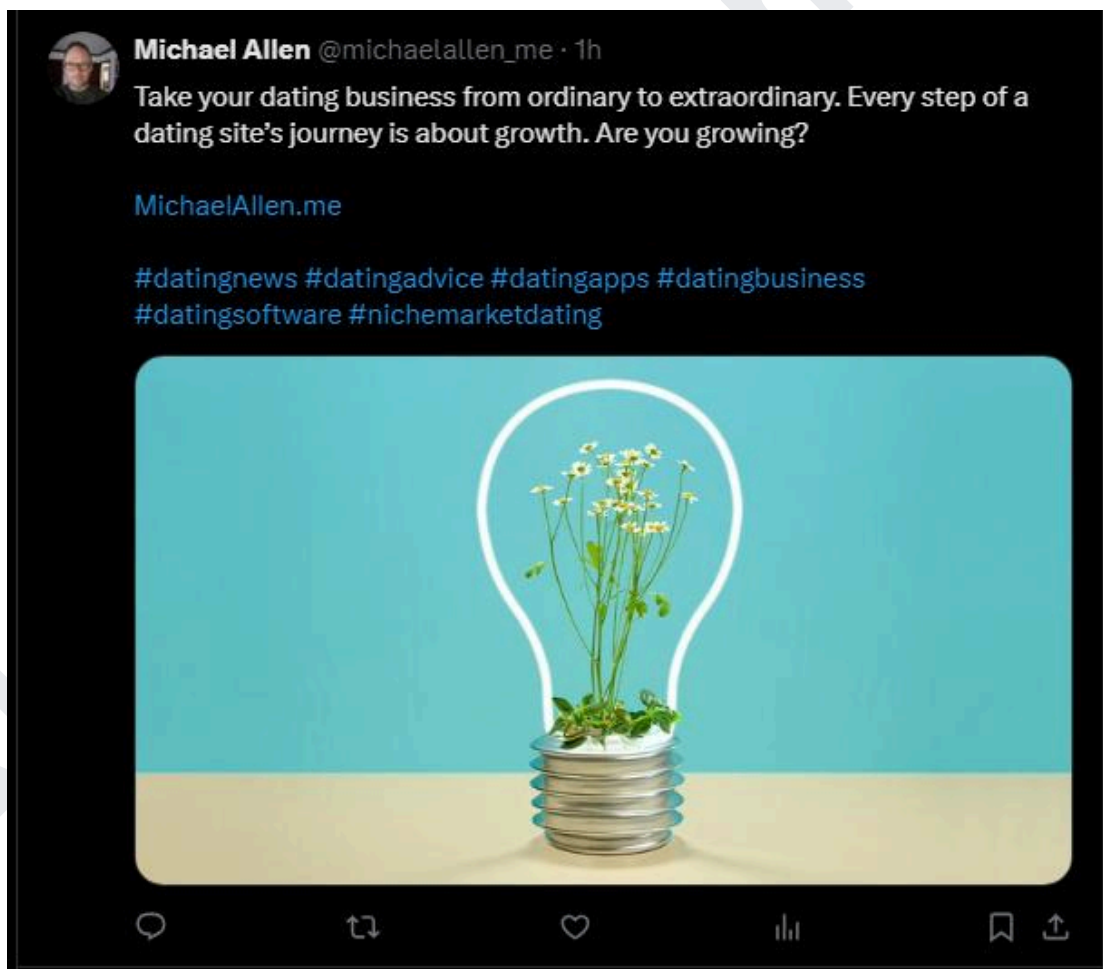 Michael Allen @michaelallen_me · 1h
Take your dating business from ordinary to extraordinary. Every step of a
dating site’s journey is about growth. Are you growing?
MichaelAllen.me
#datingnews #datingadvice #datingapps #datingbusiness
#datingsoftware #nichemarketdating